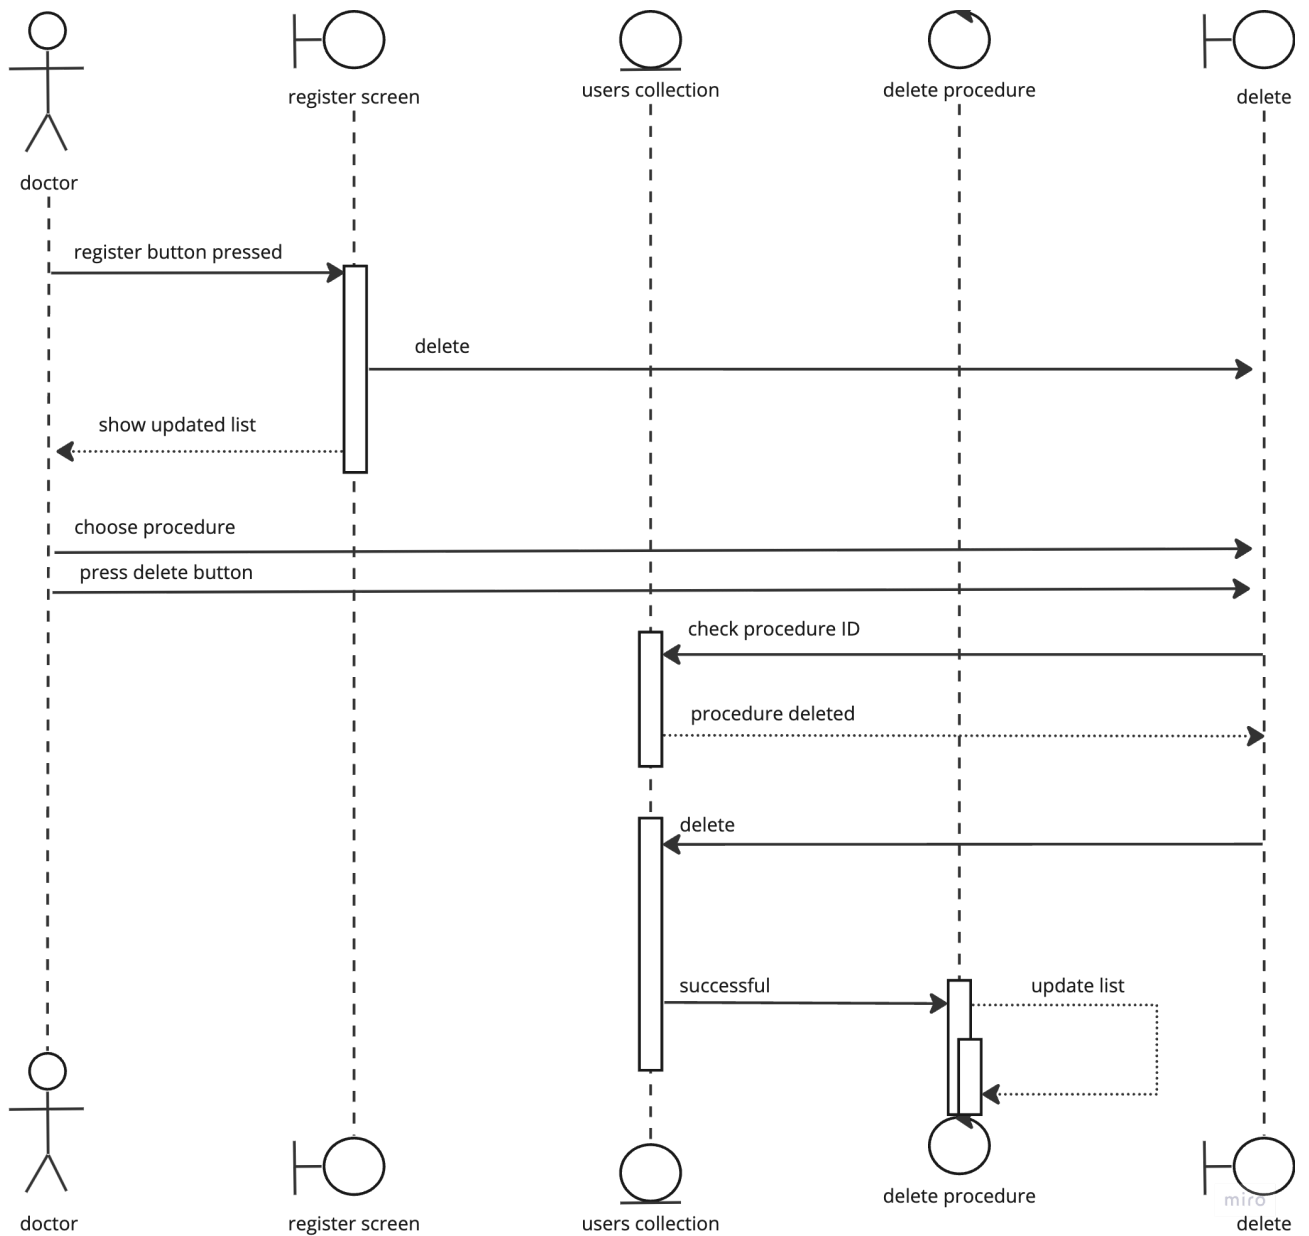 register screen
users collection
delete procedure
delete
doctor
register button pressed
delete
show updated list
choose procedure
press delete button
check procedure ID
procedure deleted
delete
successful
update list
delete procedure
miro
doctor
register screen
users collection
delete